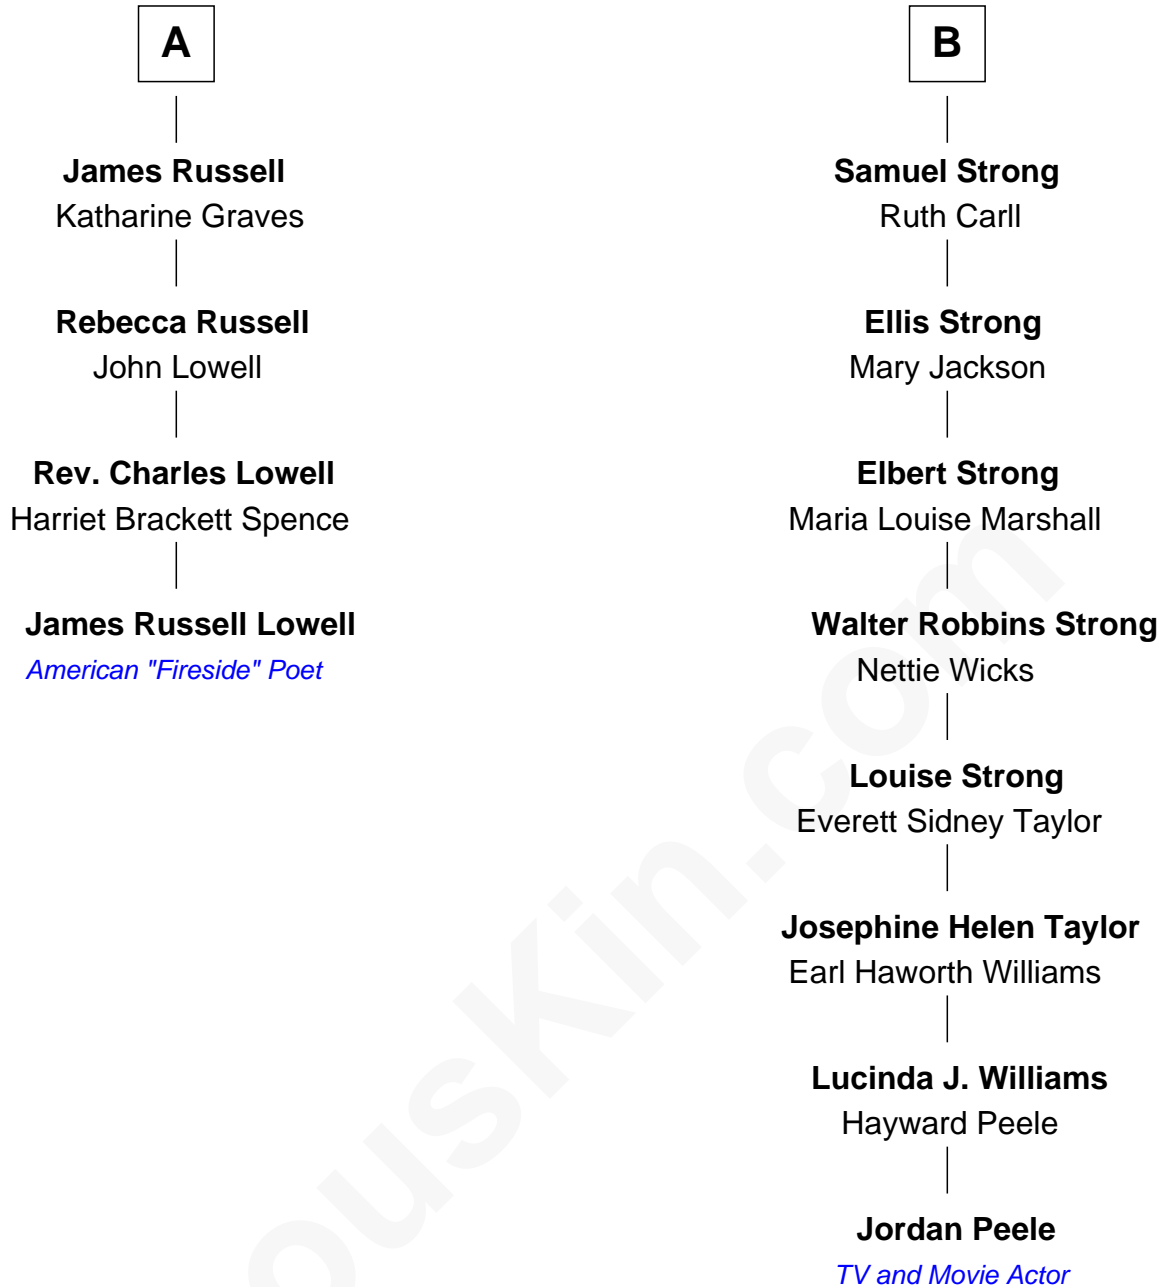 A
James Russell
Katharine Graves
Rebecca Russell
John Lowell
Rev. Charles Lowell
Harriet Brackett Spence
James Russell Lowell
American "Fireside" Poet
B
Samuel Strong
Ruth Carll
Ellis Strong
Mary Jackson
Elbert Strong
Maria Louise Marshall
Walter Robbins Strong
Nettie Wicks
Louise Strong
Everett Sidney Taylor
Josephine Helen Taylor
Earl Haworth Williams
Lucinda J. Williams
Hayward Peele
Jordan Peele
TV and Movie Actor
ousKin.com